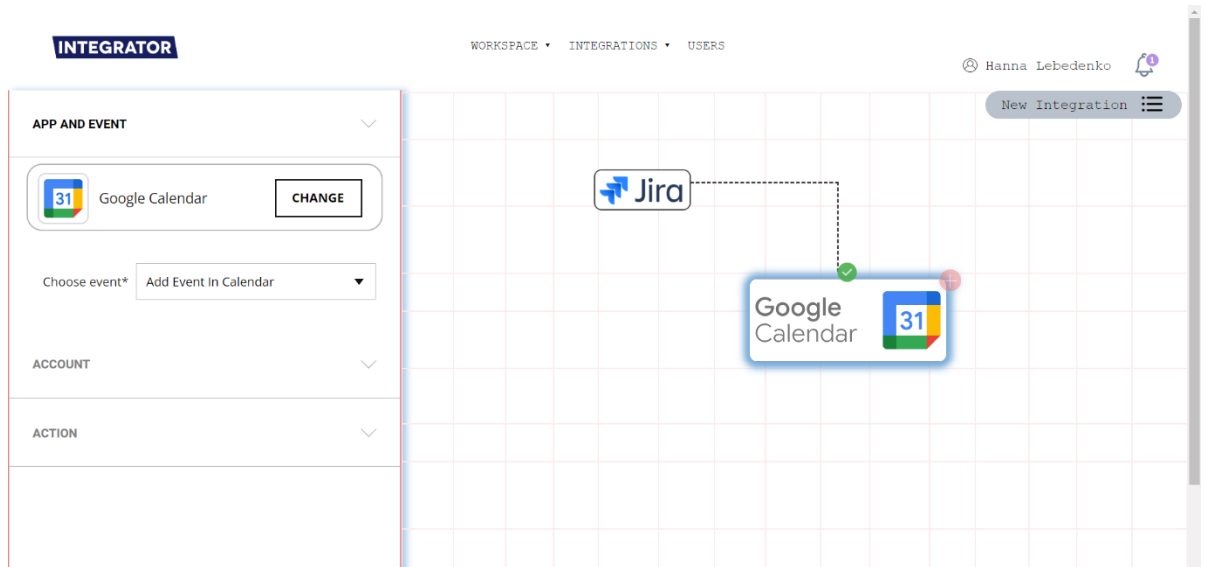 INTEGRATOR
WORKSPACE ▾ INTEGRATIONS ▾ USERS
Hanna Lebedenko
1
New Integration
APP AND EVENT
31
Google Calendar
CHANGE
Choose event*
Add Event In Calendar
ACCOUNT
ACTION
Jira
Google
Calendar
31